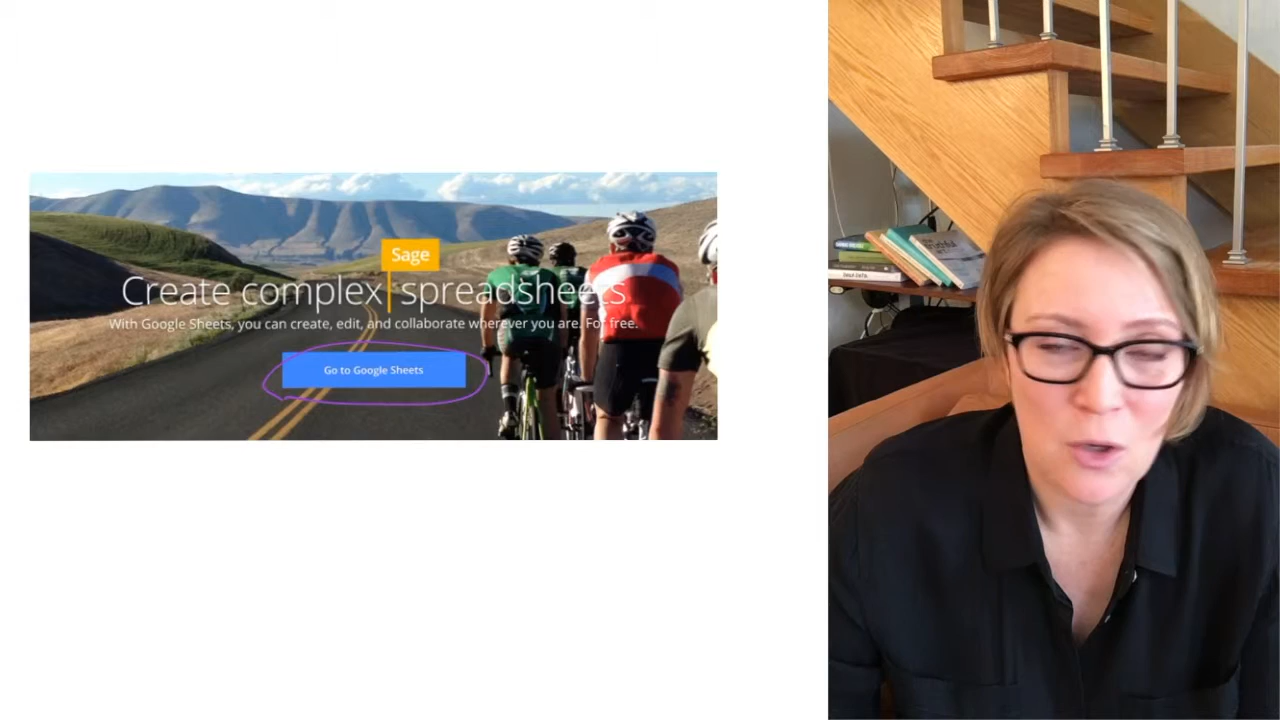 Sage
Create complex spreadsheets
With Google Sheets, you can create, edit, and collaborate wherever you are. For free.
Go to Google Sheets